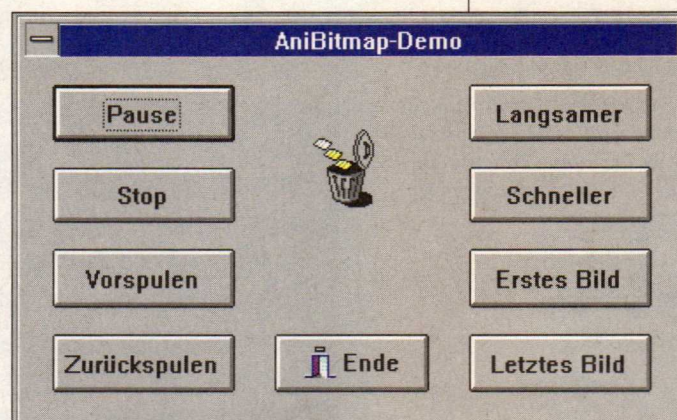 AniBitmap-Demo
Pause
Langsamer
Stop
Schneller
Vorspulen
Erstes Bild
Zurückspulen
Ende
Letztes Bild